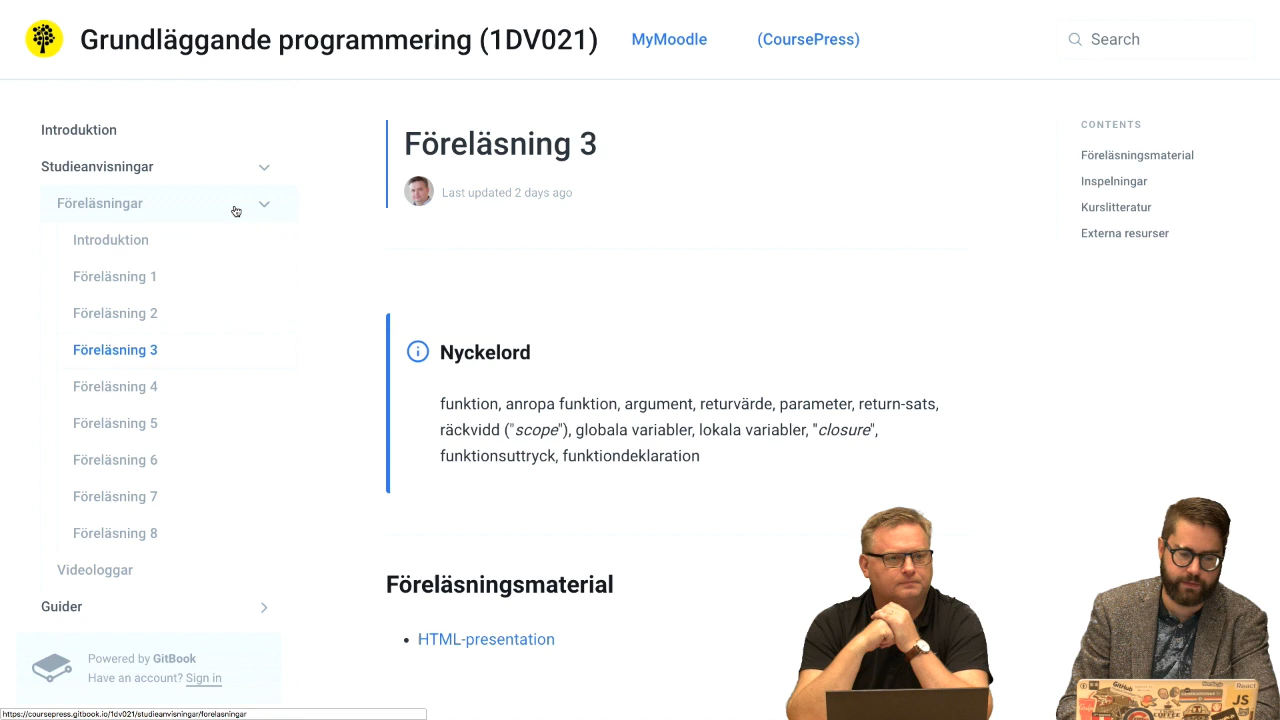 Grundläggande programmering (1DV021)
MyMoodle
(CoursePress)
Search
Introduktion
Studieanvisningar
Föreläsningar
Introduktion
Föreläsning 1
Föreläsning 2
Föreläsning 3
Föreläsning 4
Föreläsning 5
Föreläsning 6
Föreläsning 7
Föreläsning 8
Videologgar
Guider
Powered by GitBook
Have an account? Sign in
https://coursepress.gitbook.io/1dv021/studieanvisningar/forelasningar
Föreläsning 3
Last updated 2 days ago
Nyckelord
funktion, anropa funktion, argument, returvärde, parameter, return-sats,
räckvidd ("scope"), globala variabler, lokala variabler, "closure",
funktionsuttryck, funktiondeklaration
Föreläsningsmaterial
HTML-presentation
CONTENTS
Föreläsningsmaterial
Inspelningar
Kurslitteratur
Externa resurser
GitHub
React
JS
COFFEE